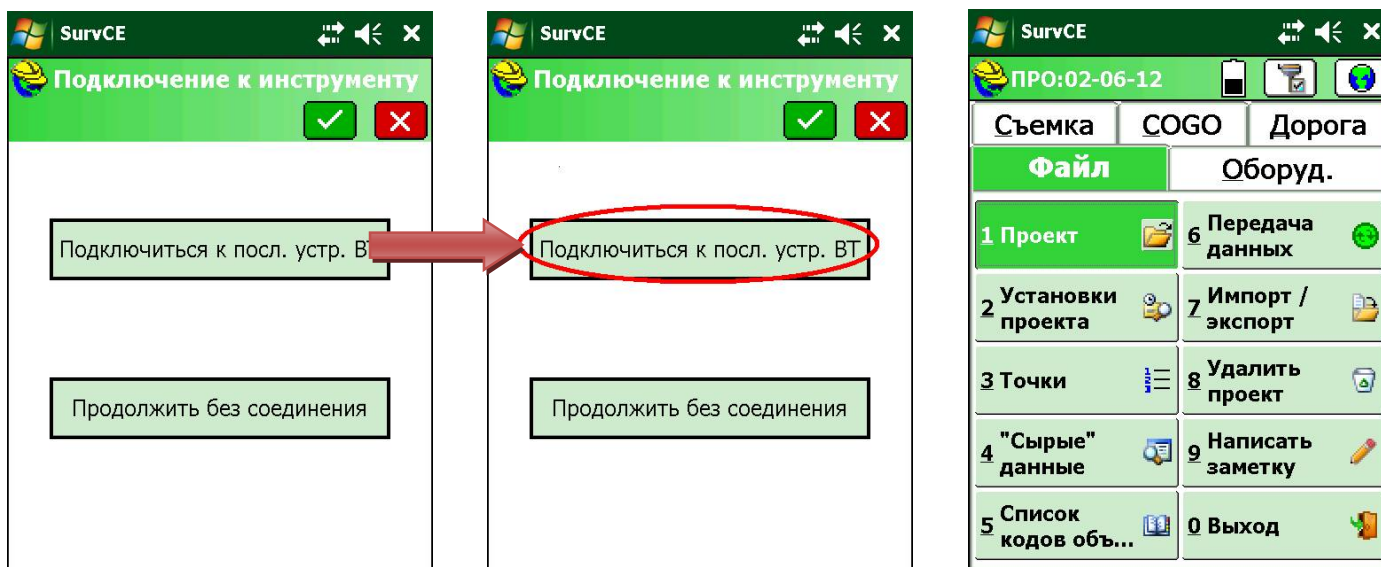 SurvCE
Подключение к инструменту
Подключиться к посл. устр. BT
Продолжить без соединения
SurvCE
Подключение к инструменту
Подключиться к посл. устр. BT
Продолжить без соединения
SurvCE
ПРО:02-06-12
Съемка COGO Дорога
Файл Оборуд.
1 Проект
6 Передача
данных
2 Установки
проекта
7 Импорт /
экспорт
3 Точки
8 Удалить
проект
4 "Сырые"
данные
9 Написать
заметку
5 Список
кодов объ...
0 Выход